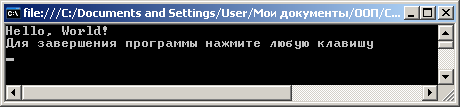 file:///C:/Documents and Settings/User/Мои документы/ООП/C...
Hello, World!
Для завершения программы нажмите любую клавишу